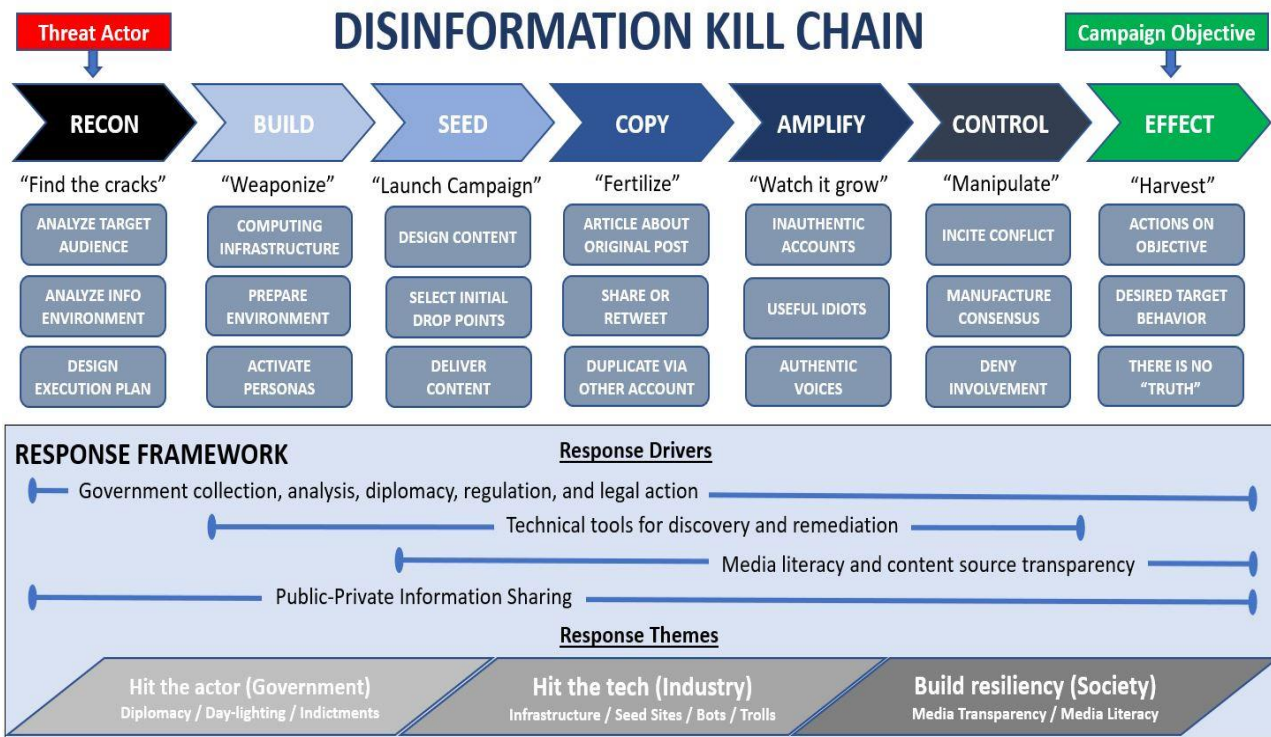 DISINFORMATION KILL CHAIN
Threat Actor
Campaign Objective
RECON
BUILD
SEED
COPY
AMPLIFY
CONTROL
EFFECT
“Find the cracks”
“Weaponize”
“Launch Campaign”
“Fertilize”
“Watch it grow”
“Manipulate”
“Harvest”
ANALYZE TARGET
AUDIENCE
COMPUTING
INFRASTRUCTURE
DESIGN CONTENT
ARTICLE ABOUT
ORIGINAL POST
INAUTHENTIC
ACCOUNTS
INCITE CONFLICT
ACTIONS ON
OBJECTIVE
ANALYZE INFO
ENVIRONMENT
PREPARE
ENVIRONMENT
SELECT INITIAL
DROP POINTS
SHARE OR
RETWEET
USEFUL IDIOTS
MANUFACTURE
CONSENSUS
DESIRED TARGET
BEHAVIOR
DESIGN
EXECUTION PLAN
ACTIVATE
PERSONAS
DELIVER
CONTENT
DUPLICATE VIA
OTHER ACCOUNT
AUTHENTIC
VOICES
DENY
INVOLVEMENT
THERE IS NO
“TRUTH”
RESPONSE FRAMEWORK
Response Drivers
Government collection, analysis, diplomacy, regulation, and legal action
Technical tools for discovery and remediation
Media literacy and content source transparency
Public-Private Information Sharing
Response Themes
Hit the actor (Government)
Diplomacy / Day-lighting / Indictments
Hit the tech (Industry)
Infrastructure / Seed Sites / Bots / Trolls
Build resiliency (Society)
Media Transparency / Media Literacy